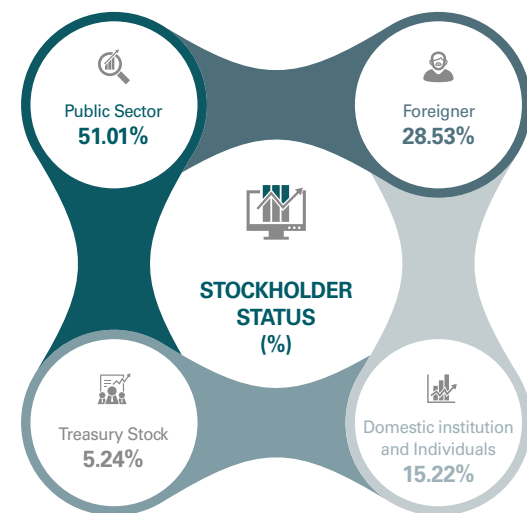 Public Sector
51.01%
Foreigner
28.53%
STOCKHOLDER
STATUS
(%)
Treasury Stock
5.24%
Domestic institution
and Individuals
15.22%